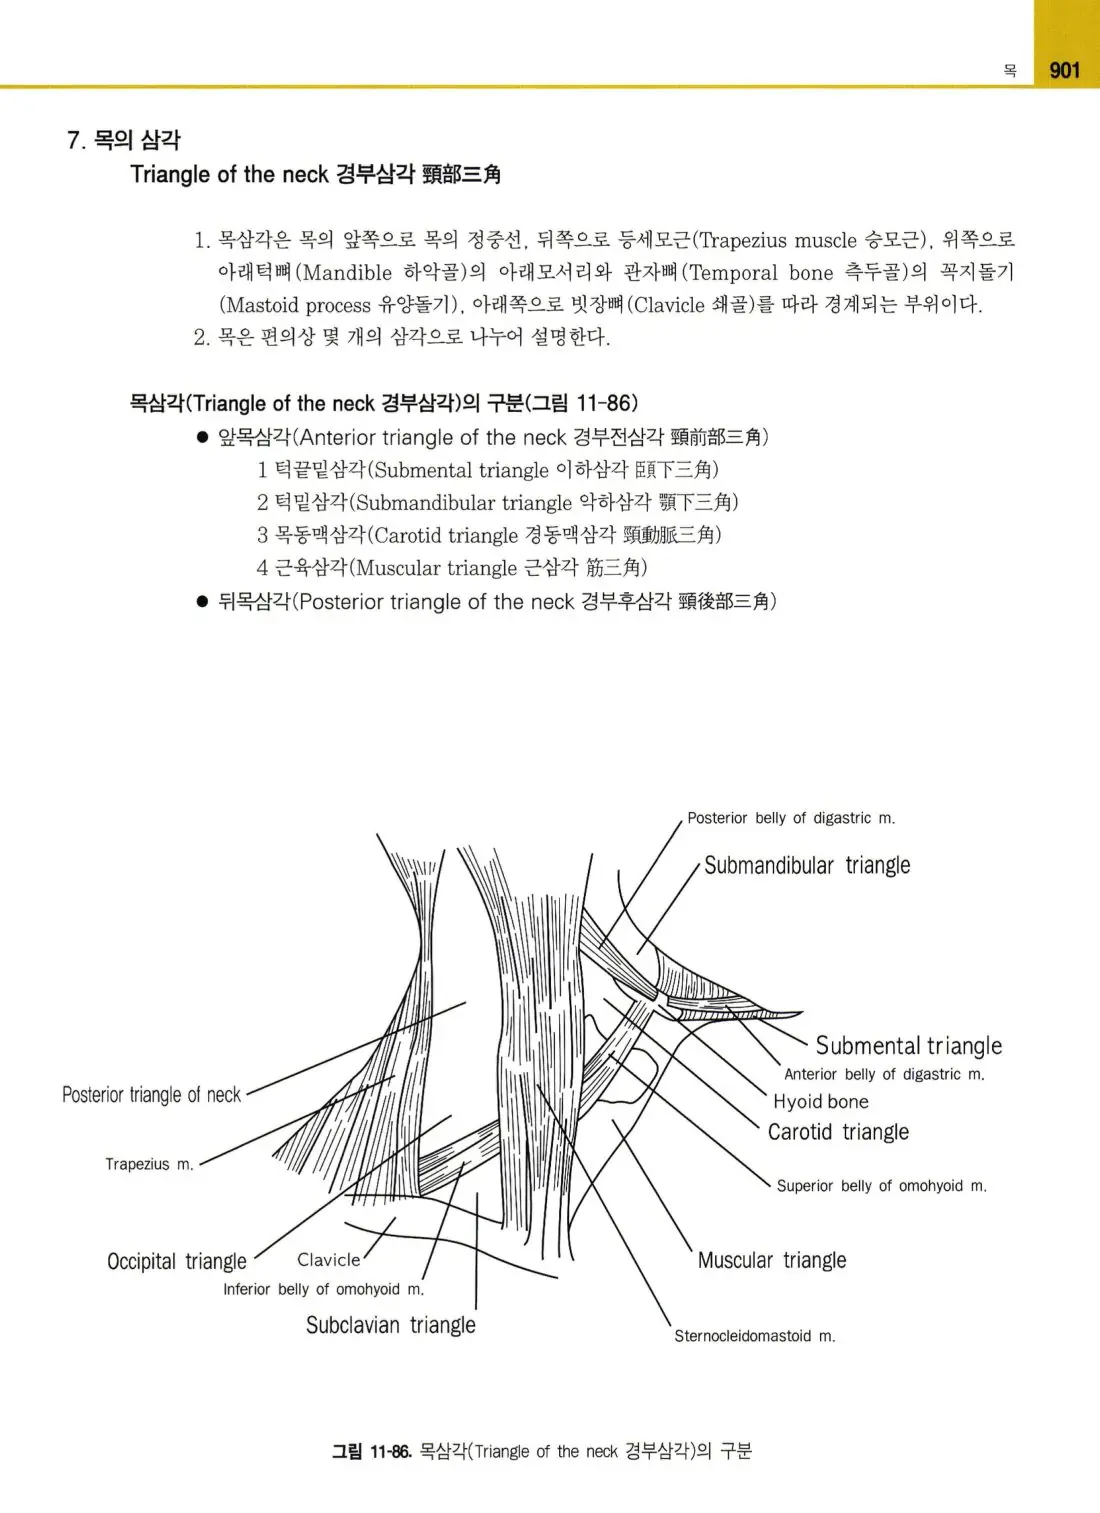 목 901
7. 목의 삼각
Triangle of the neck 경부삼각 頸部三角
1. 목삼각은 목의 앞쪽으로 목의 정중선, 뒤쪽으로 등세모근(Trapezius muscle 승모근), 위쪽으로
아래턱뼈(Mandible 하악골)의 아래모서리와 관자뼈(Temporal bone 측두골)의 꼭지돌기
(Mastoid process 유양돌기), 아래쪽으로 빗장뼈(Clavicle 쇄골)를 따라 경계되는 부위이다.
2. 목은 편의상 몇 개의 삼각으로 나누어 설명한다.
목삼각(Triangle of the neck 경부삼각)의 구분(그림 11-86)
● 앞목삼각(Anterior triangle of the neck 경부전삼각 頸前部三角)
1 턱끝밑삼각(Submental triangle 이하삼각 頤下三角)
2 턱밑삼각(Submandibular triangle 악하삼각 顎下三角)
3 목동맥삼각(Carotid triangle 경동맥삼각 頸動脈三角)
4 근육삼각(Muscular triangle 근삼각 筋三角)
● 뒤목삼각(Posterior triangle of the neck 경부후삼각 頸後部三角)
Posterior belly of digastric m.
Submandibular triangle
Submental triangle
Anterior belly of digastric m.
Posterior triangle of neck
Hyoid bone
Carotid triangle
Trapezius m.
Superior belly of omohyoid m.
Occipital triangle
Clavicle
Muscular triangle
Inferior belly of omohyoid m.
Subclavian triangle
Sternocleidomastoid m.
그림 11-86. 목삼각(Triangle of the neck 경부삼각)의 구분